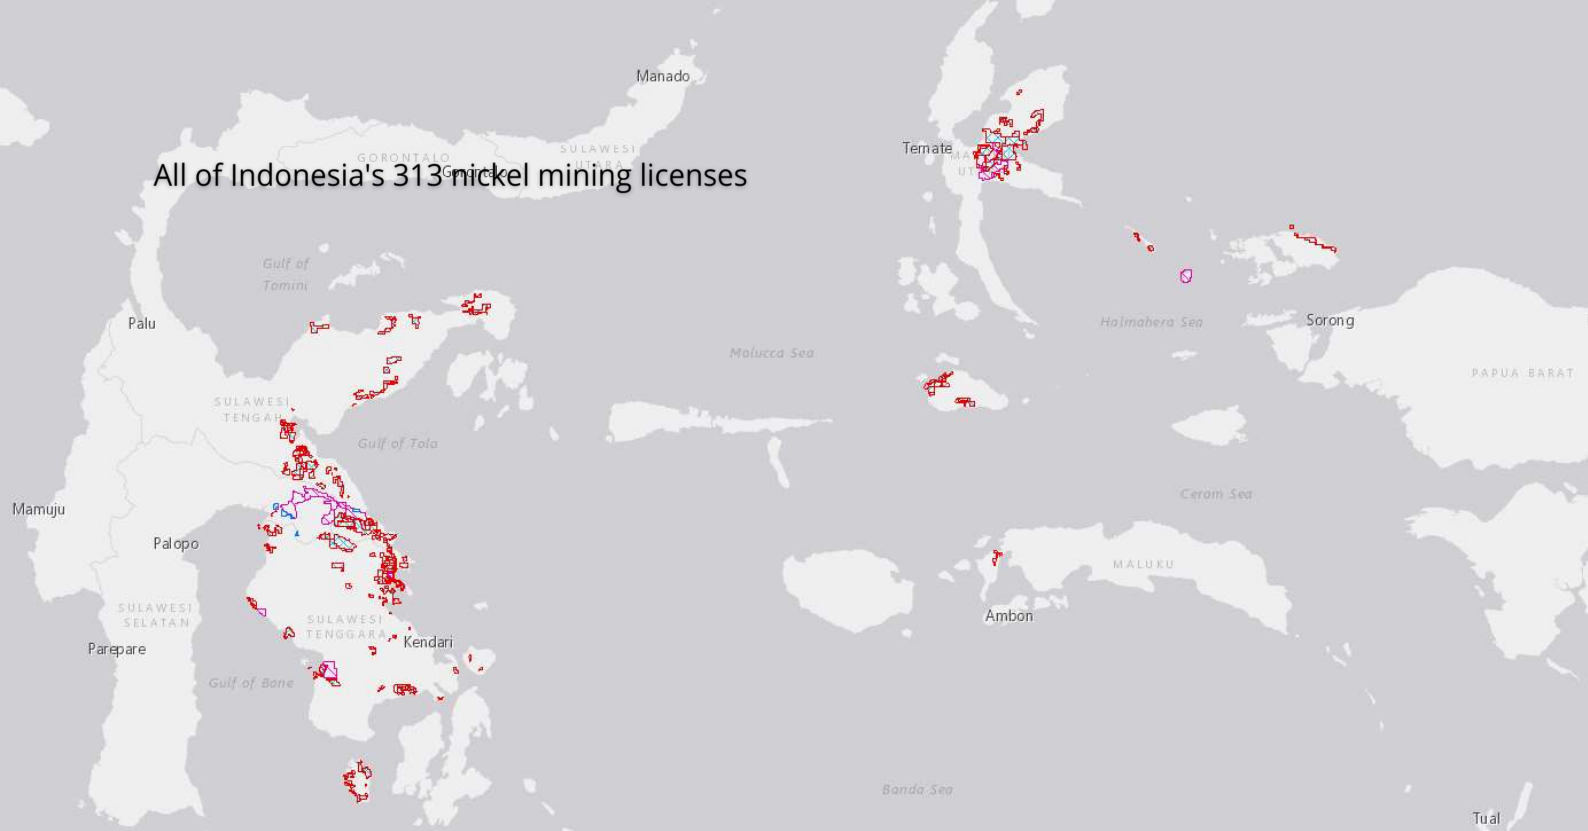 Manado
SULAWESI
UTARA
GORONTALO
Gorontalo
All of Indonesia's 313 nickel mining licenses
Ternate
Gulf of
Tomini
Palu
Halmahera Sea
Sorong
Molucca Sea
PAPUA BARAT
SULAWESI
TENGAH
Gulf of Tola
Ceram Sea
Mamuju
Palopo
MALUKU
SULAWESI
SELATAN
SULAWESI
TENGGARA
Ambon
Kendari
Parepare
Gulf of Bone
Banda Sea
Tual